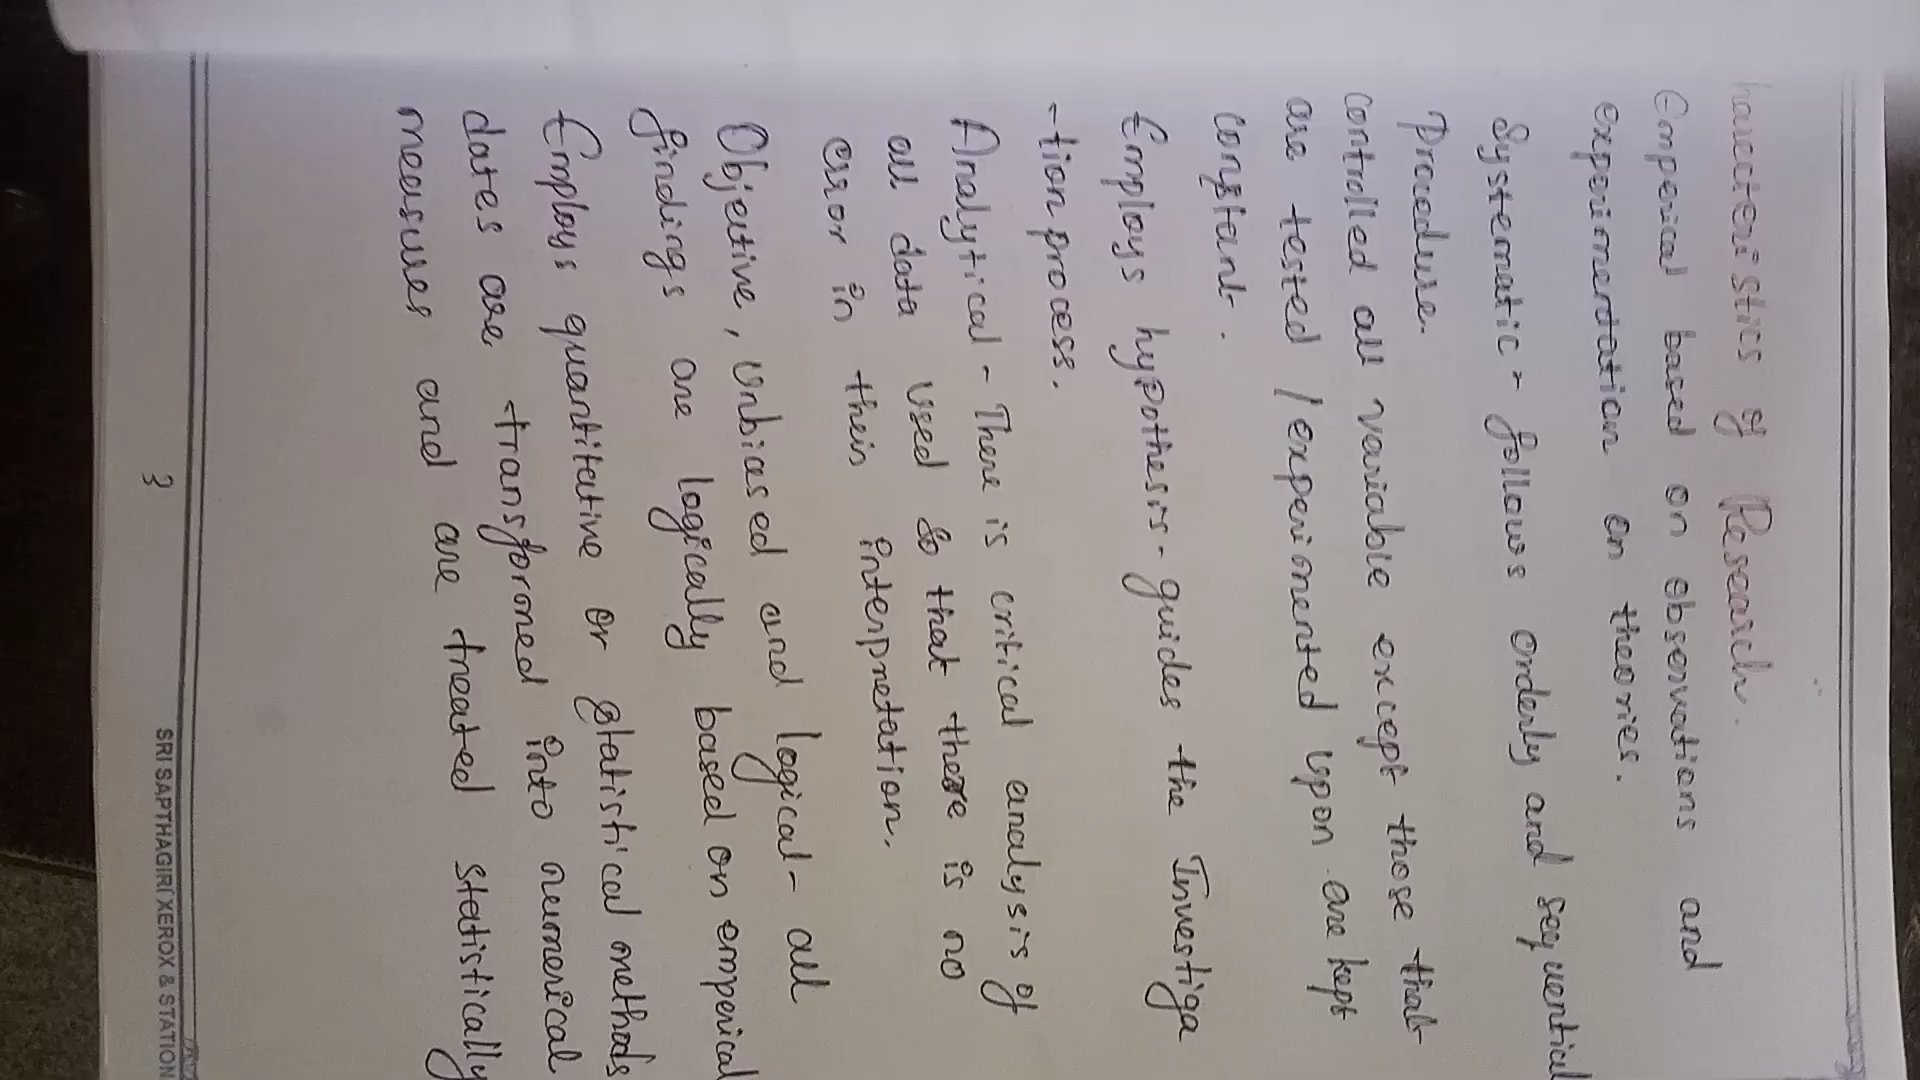 haracteristics of Research.
Emperical based on observations and
experimentation on theories.
Systematic - follows orderly and sequential
Procedure.
controlled all variable except those that
are tested / experimented upon are kept
constant.
Employs hypothesis - guides the Investiga
-tion process.
Analytical - There is critical analysis of
all data used so that there is no
error in their interpretation.
Objective, Unbiased and logical - all
findings are logically based on emperical
Employs quantitative or statistical methods
dates are transformed into numerical
measures and are treated statistically
3
SRI SAPTHAGIRI XEROX & STATION